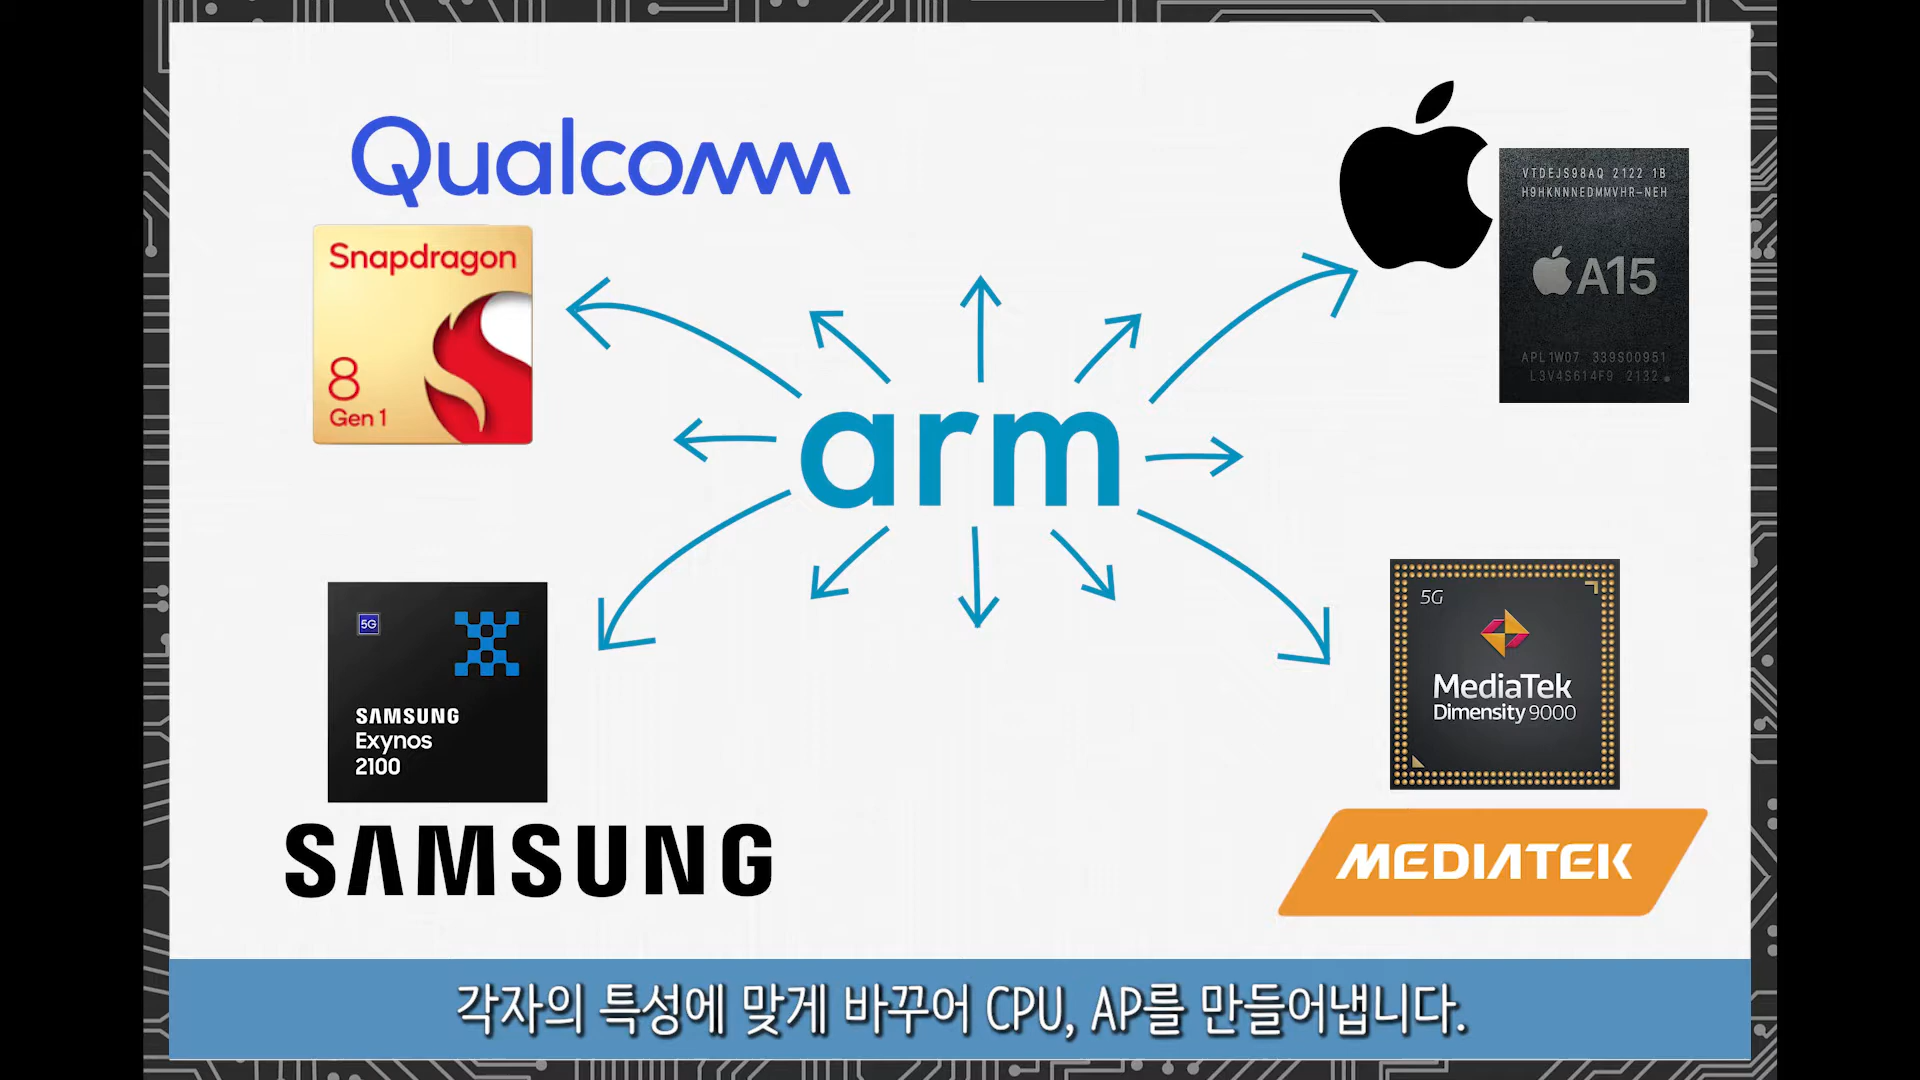 Qualcomm
Snapdragon
8
Gen 1
VTDEJS98AQ 2122 1B
H9HKNNNEDMMVHR-NEH
A15
APL1W07 339S00951
L3V4S614F9 2132
arm
5G
SAMSUNG
Exynos
2100
SAMSUNG
5G
MediaTek
Dimensity 9000
MEDIATEK
각자의 특성에 맞게 바꾸어 CPU, AP를 만들어냅니다.